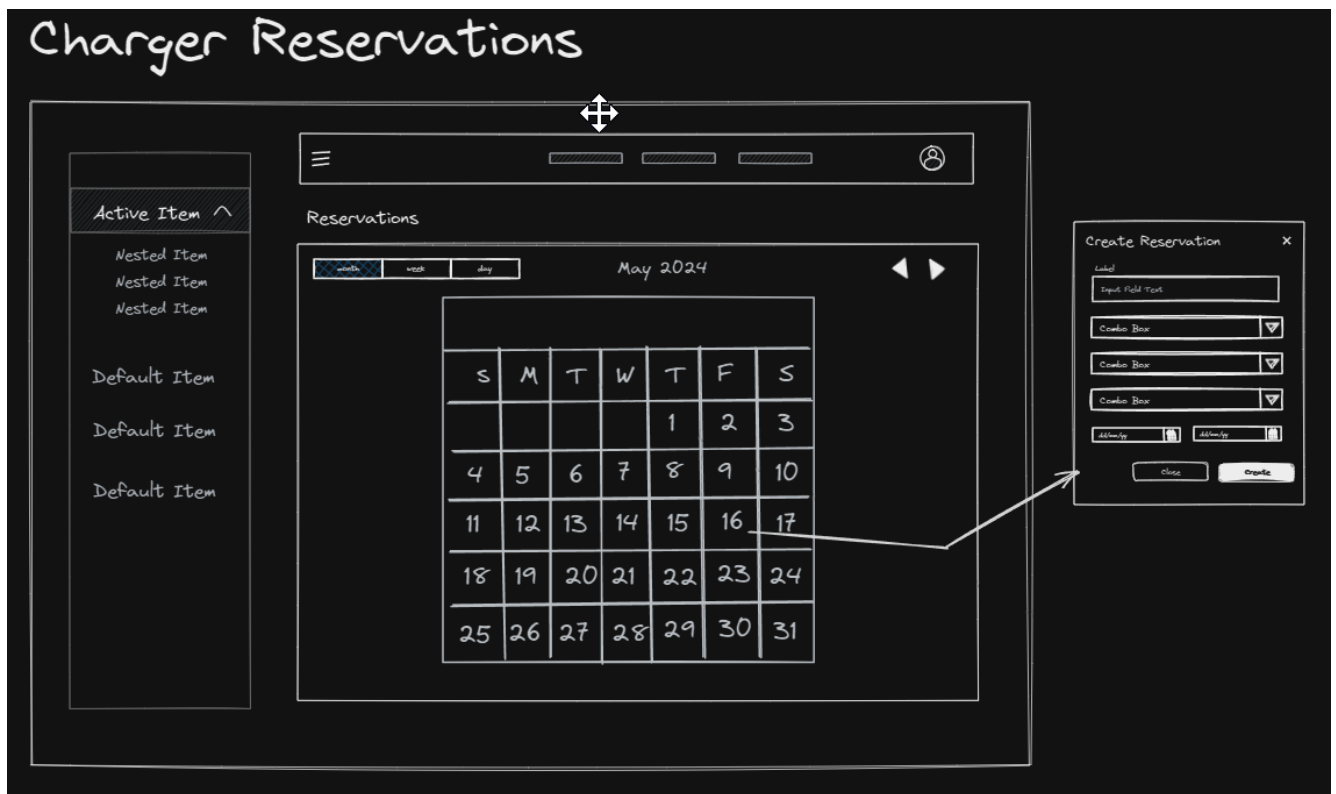 Charger Reservations
Active Item
Nested Item
Nested Item
Nested Item
Default Item
Default Item
Default Item
Reservations
month week day
May 2024
S M T W T F S
1 2 3
4 5 6 7 8 9 10
11 12 13 14 15 16 17
18 19 20 21 22 23 24
25 26 27 28 29 30 31
Create Reservation
Label
Input Field Text
Combo Box
Combo Box
Combo Box
dd/mm/yy dd/mm/yy
Close Create